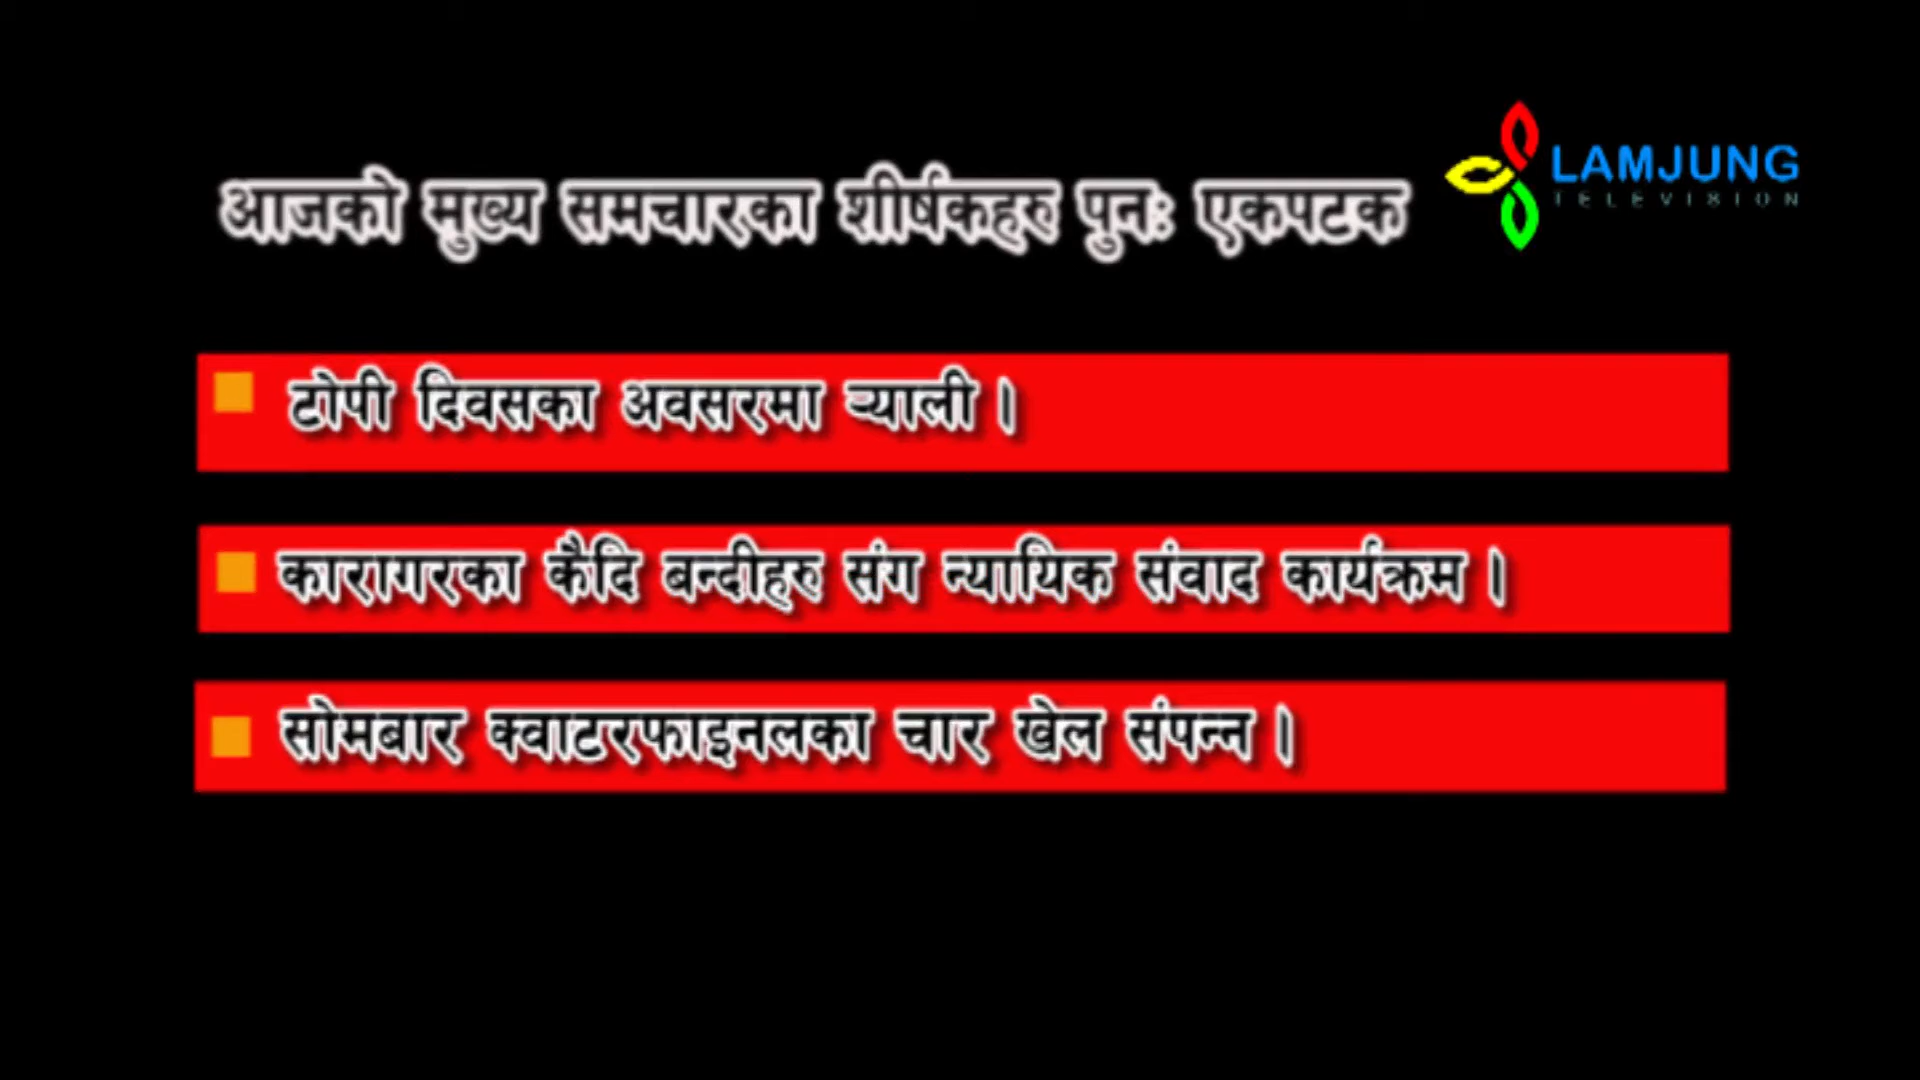 आजको मुख्य समचारका शीर्षकहरु पुनः एकपटक
LAMJUNG
TELEVISION
टोपी दिवसका अवसरमा र्‍याली ।
कारागरका कैदि बन्दीहरु संग न्यायिक संवाद कार्यक्रम ।
सोमबार क्वाटरफाइनलका चार खेल संपन्न ।